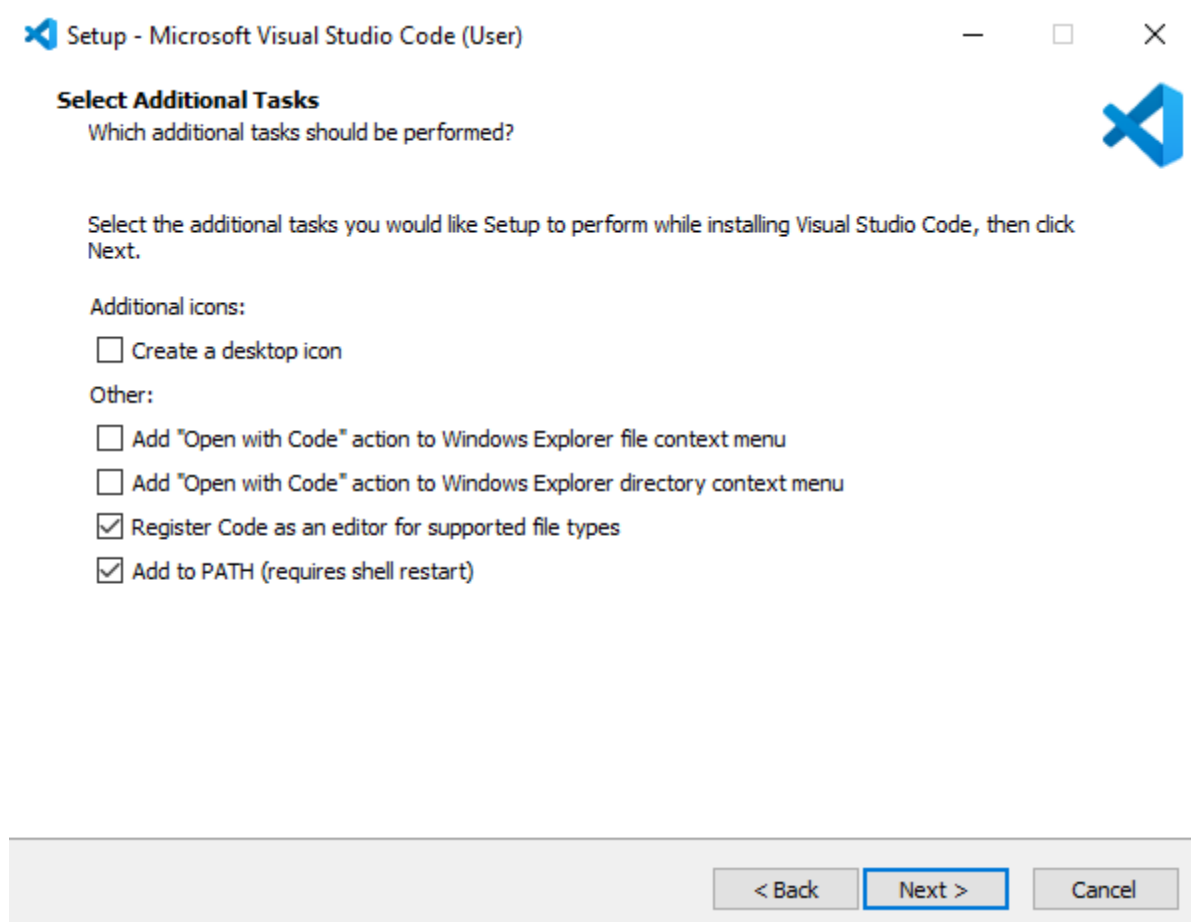 Setup - Microsoft Visual Studio Code (User)
Select Additional Tasks
Which additional tasks should be performed?
Select the additional tasks you would like Setup to perform while installing Visual Studio Code, then click
Next.
Additional icons:
Create a desktop icon
Other:
Add "Open with Code" action to Windows Explorer file context menu
Add "Open with Code" action to Windows Explorer directory context menu
Register Code as an editor for supported file types
Add to PATH (requires shell restart)
< Back Next > Cancel